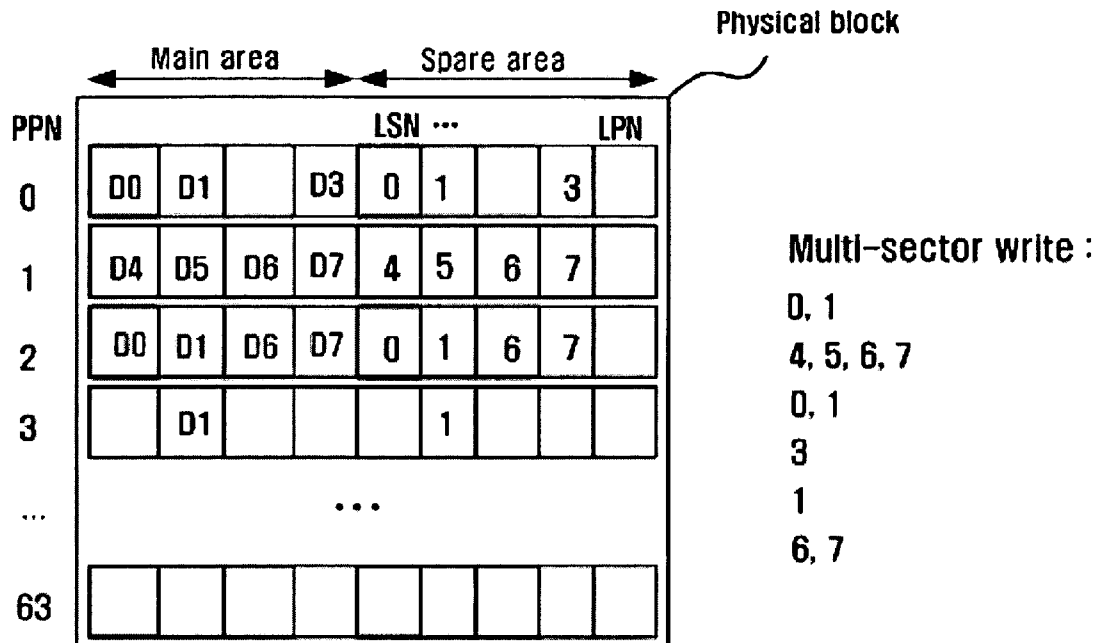 Physical block
Main area Spare area
PPN LSN ... LPN
0 D0 D1 D3 0 1 3
1 D4 D5 D6 D7 4 5 6 7
2 D0 D1 D6 D7 0 1 6 7
3 D1 1
... ...
63
Multi-sector write :
0, 1
4, 5, 6, 7
0, 1
3
1
6, 7